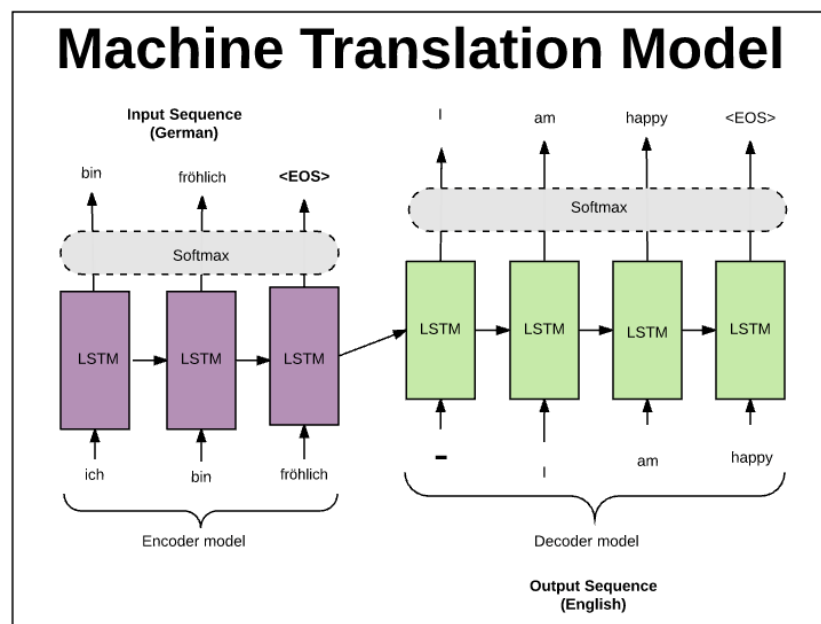 Machine Translation Model
Input Sequence
(German)
bin
fröhlich
<EOS>
Softmax
LSTM
LSTM
LSTM
ich
bin
fröhlich
Encoder model
I
am
happy
<EOS>
Softmax
LSTM
LSTM
LSTM
LSTM
–
I
am
happy
Decoder model
Output Sequence
(English)